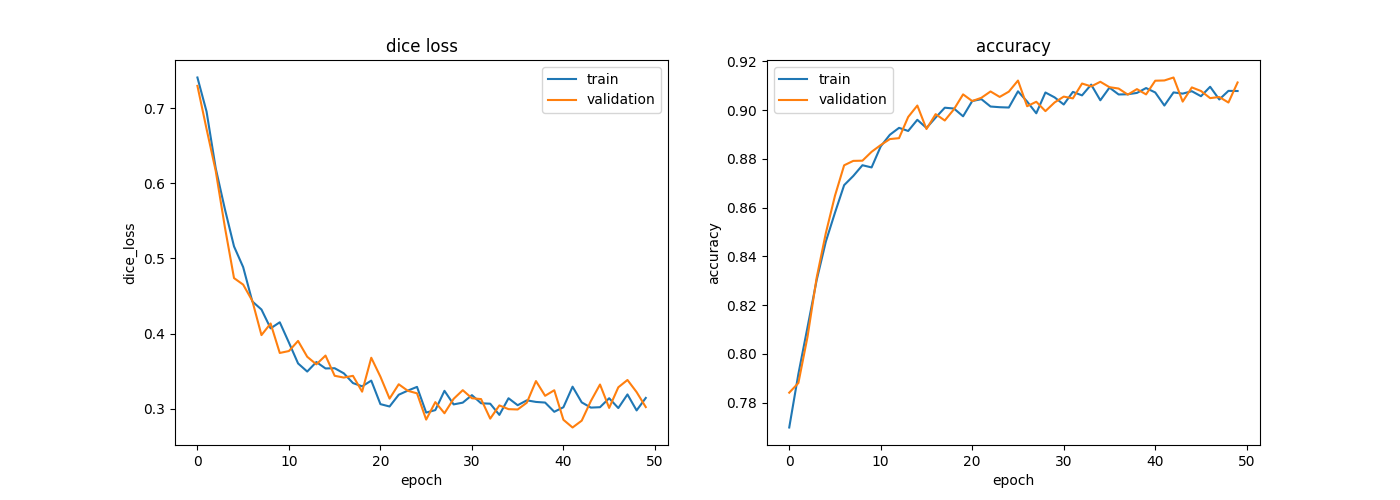 dice loss
train
validation
0.7
0.6
0.5
0.4
0.3
dice_loss
0
10
20
30
40
50
epoch
accuracy
train
validation
0.92
0.90
0.88
0.86
0.84
0.82
0.80
0.78
accuracy
0
10
20
30
40
50
epoch